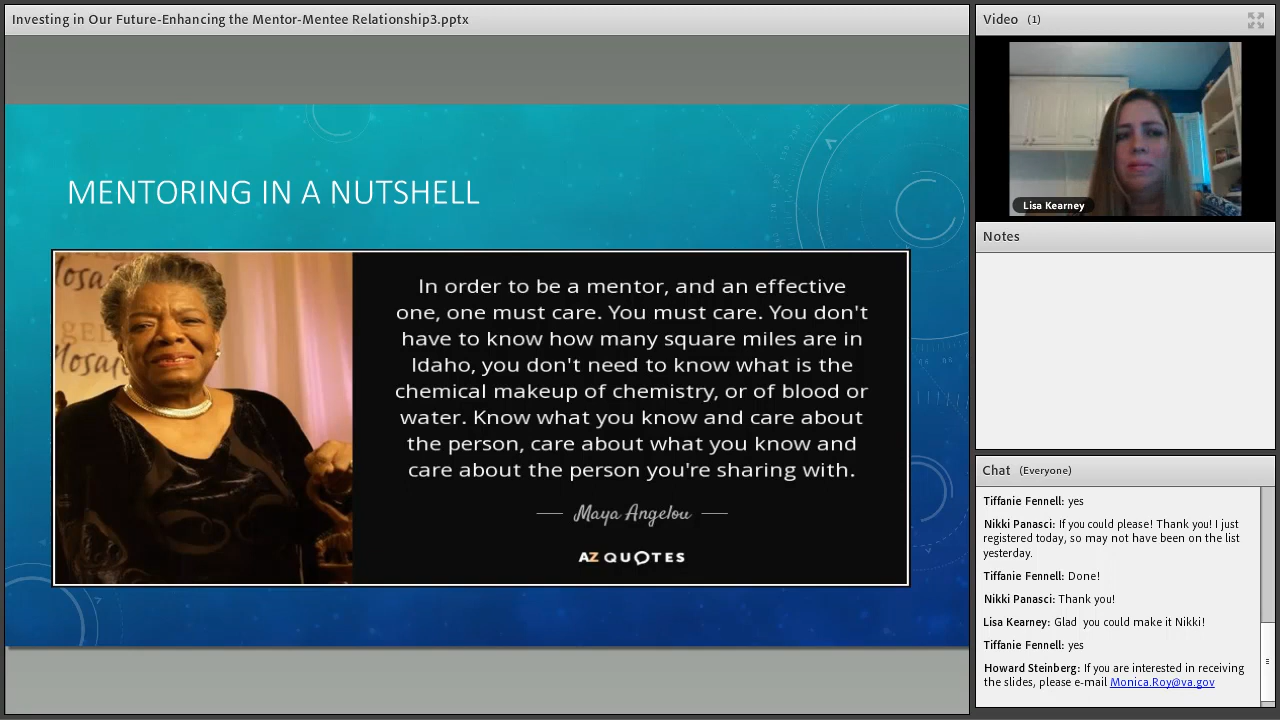 Investing in Our Future-Enhancing the Mentor-Mentee Relationship3.pptx
MENTORING IN A NUTSHELL
In order to be a mentor, and an effective
one, one must care. You must care. You don't
have to know how many square miles are in
Idaho, you don't need to know what is the
chemical makeup of chemistry, or of blood or
water. Know what you know and care about
the person, care about what you know and
care about the person you're sharing with.
Maya Angelou
AZ QUOTES
Video (1)
Lisa Kearney
Notes
Chat (Everyone)
Tiffanie Fennell: yes
Nikki Panasci: If you could please! Thank you! I just
registered today, so may not have been on the list
yesterday.
Tiffanie Fennell: Done!
Nikki Panasci: Thank you!
Lisa Kearney: Glad you could make it Nikki!
Tiffanie Fennell: yes
Howard Steinberg: If you are interested in receiving
the slides, please e-mail Monica.Roy@va.gov